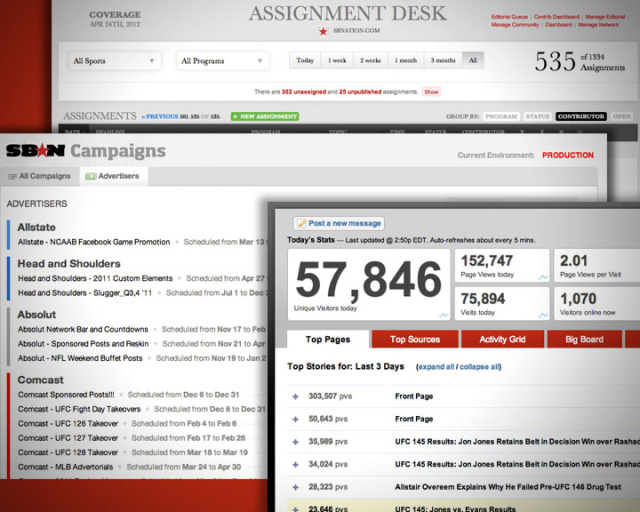 COVERAGE
APR 24TH, 2012
ASSIGNMENT DESK
SBNATION.COM
Editorial Queue | Contrib Dashboard | Manage Editorial
Manage Community | Dashboard | Manage Network
All Sports
All Programs
Today 1 week 2 weeks 1 month 3 months All
535 of 1334 Assignments
There are 302 unassigned and 25 unpublished assignments. Show
ASSIGNMENTS « PREVIOUS 501-535 OF 535 + NEW ASSIGNMENT
GROUP BY: PROGRAM STATUS CONTRIBUTOR OPEN
DATE HEADLINE PROGRAM TOPIC TIME STATUS CONTRIBUTOR
SBN Campaigns
Current Environment: PRODUCTION
All Campaigns Advertisers
ADVERTISERS
Allstate
Allstate - NCAAB Facebook Game Promotion • Scheduled from Mar 13
Head and Shoulders
Head and Shoulders - 2011 Custom Elements • Scheduled from Apr 27
Head and Shoulders - Slugger_Q3,4 '11 • Scheduled from Jul 1 to Dec
Absolut
Absolut Network Bar and Countdowns • Scheduled from Nov 17 to Feb
Absolut - Sponsored Posts and Reskin • Scheduled from Nov 21 to Apr
Absolut - NFL Weekend Buffet Posts • Scheduled from Nov 19 to Jan 2
Comcast
Comcast Sponsored Posts!!! • Scheduled from Dec 6 to Dec 31
Comcast - UFC Fight Day Takeovers • Scheduled from Dec 6 to Dec 31
Comcast - UFC 126 Takeover • Scheduled from Feb 4 to Feb 6
Comcast - UFC 127 Takeover • Scheduled from Feb 17 to Feb 26
Comcast - UFC 128 Takeover • Scheduled from Mar 18 to Mar 19
Comcast - MLB Advertorials • Scheduled from Mar 24 to Apr 30
Post a new message
Today's Stats — Last updated @ 2:50p EDT. Auto-refreshes about every 5 mins.
57,846
Unique Visitors today
152,747
Page Views today
2.01
Page Views per Visit
75,894
Visits today
1,070
Visitors online now
Top Pages Top Sources Activity Grid Big Board
Top Stories for: Last 3 Days (expand all / collapse all)
+ 303,507 pvs Front Page
+ 50,643 pvs Front Page
+ 35,989 pvs UFC 145 Results: Jon Jones Retains Belt in Decision Win over Rashad
+ 34,024 pvs UFC 145 Results: Jon Jones Retains Belt in Decision Win over Rashad
+ 28,323 pvs Alistair Overeem Explains Why He Failed Pre-UFC 146 Drug Test
+ 23,646 pvs UFC 145: Jones vs. Evans Results